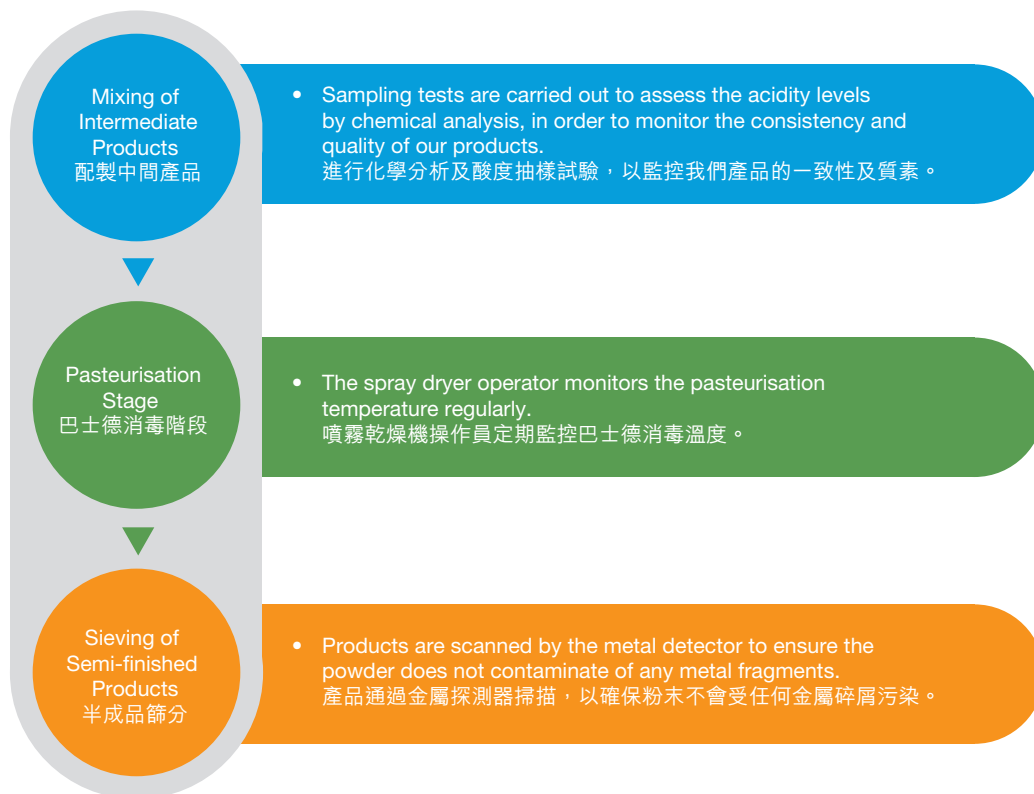 Mixing of
Intermediate
Products
配製中間產品
• Sampling tests are carried out to assess the acidity levels
by chemical analysis, in order to monitor the consistency and
quality of our products.
進行化學分析及酸度抽樣試驗，以監控我們產品的一致性及質素。
Pasteurisation
Stage
巴士德消毒階段
• The spray dryer operator monitors the pasteurisation
temperature regularly.
噴霧乾燥機操作員定期監控巴士德消毒溫度。
Sieving of
Semi-finished
Products
半成品篩分
• Products are scanned by the metal detector to ensure the
powder does not contaminate of any metal fragments.
產品通過金屬探測器掃描，以確保粉末不會受任何金屬碎屑污染。